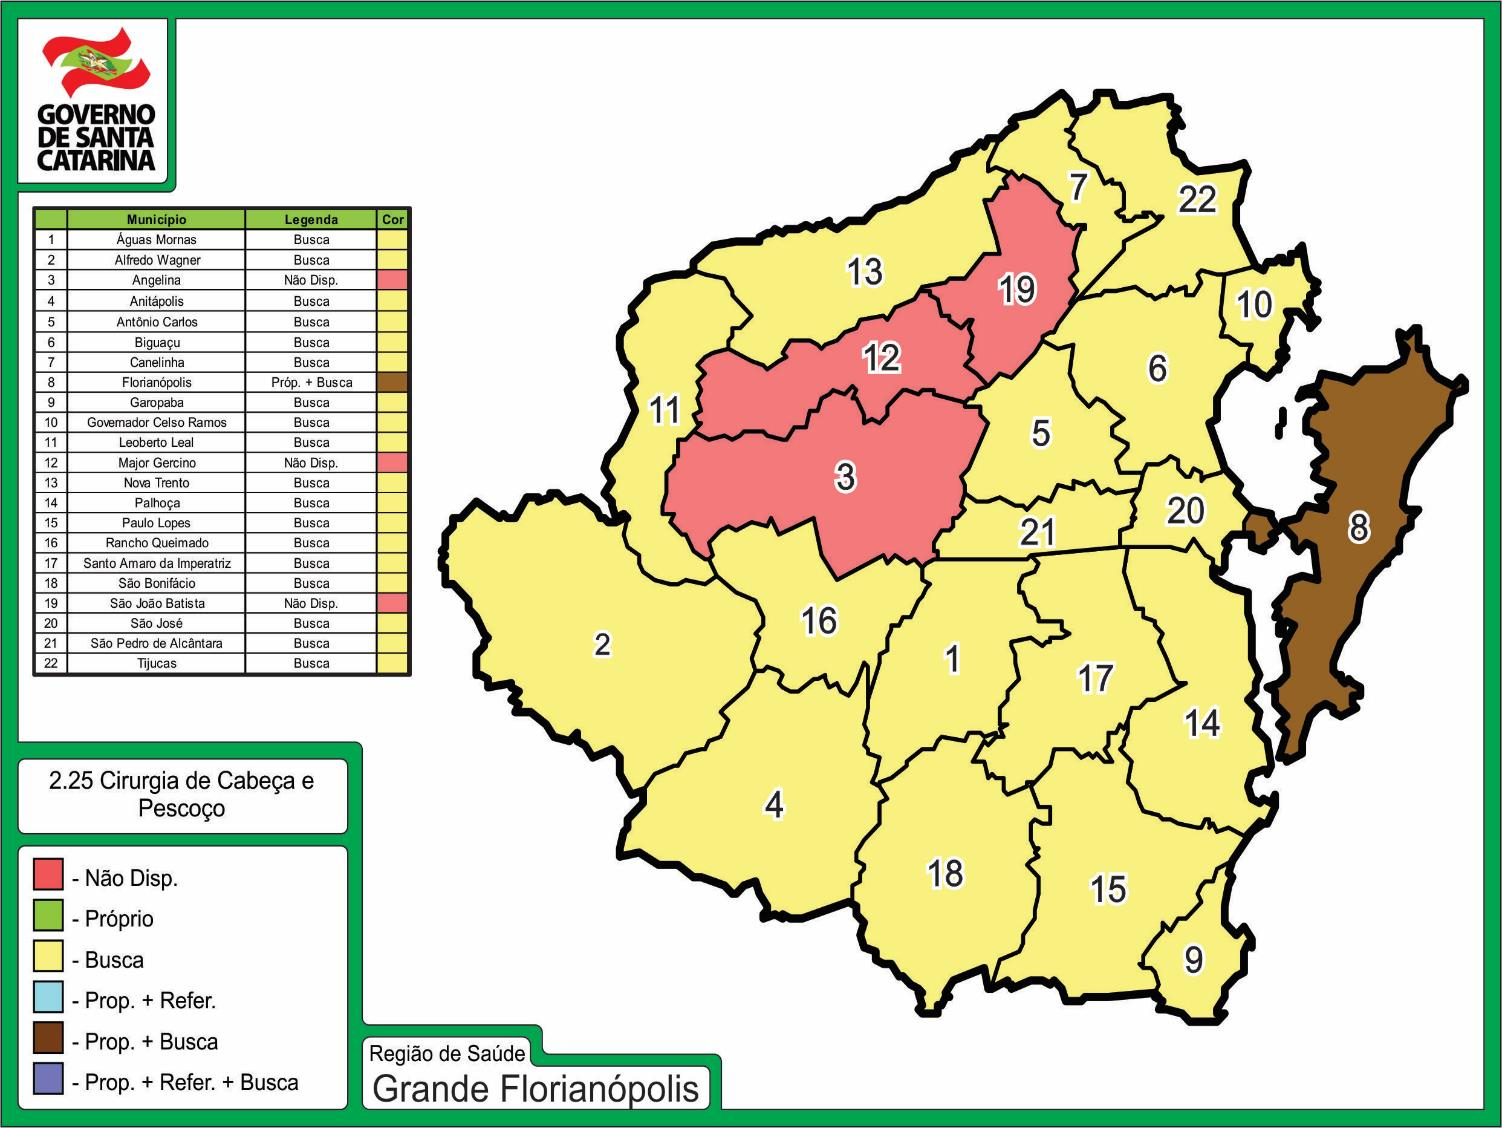 GOVERNO
DE SANTA
CATARINA
Município Legenda Cor
1 Águas Mornas Busca
2 Alfredo Wagner Busca
3 Angelina Não Disp.
4 Anitápolis Busca
5 Antônio Carlos Busca
6 Biguaçu Busca
7 Canelinha Busca
8 Florianópolis Próp. + Busca
9 Garopaba Busca
10 Governador Celso Ramos Busca
11 Leoberto Leal Busca
12 Major Gercino Não Disp.
13 Nova Trento Busca
14 Palhoça Busca
15 Paulo Lopes Busca
16 Rancho Queimado Busca
17 Santo Amaro da Imperatriz Busca
18 São Bonifácio Busca
19 São João Batista Não Disp.
20 São José Busca
21 São Pedro de Alcântara Busca
22 Tijucas Busca
7
22
13
19
10
12
6
11
5
3
20
8
21
16
2
1
17
14
4
18
15
9
2.25 Cirurgia de Cabeça e
Pescoço
- Não Disp.
- Próprio
- Busca
- Prop. + Refer.
- Prop. + Busca
- Prop. + Refer. + Busca
Região de Saúde
Grande Florianópolis